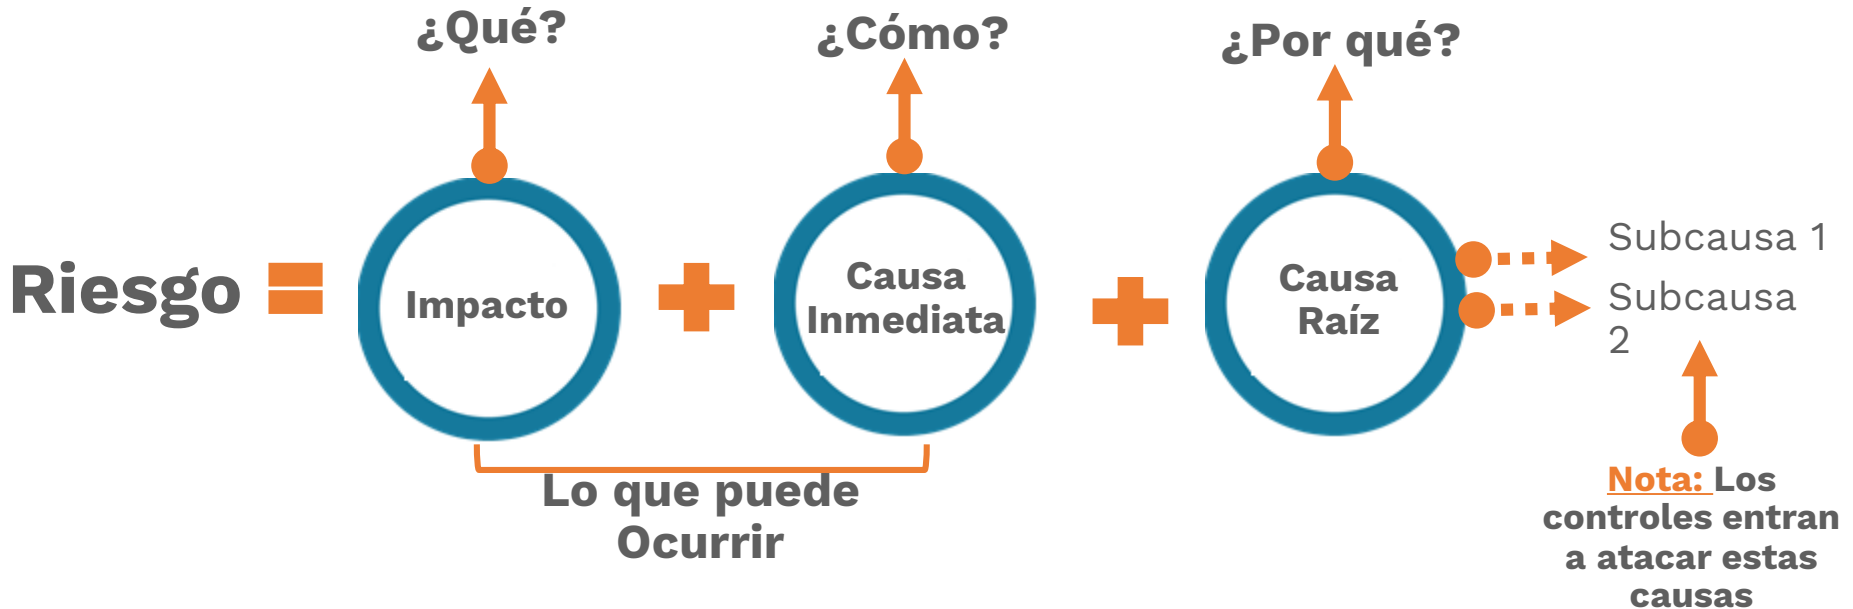 ¿Qué?
¿Cómo?
¿Por qué?
Riesgo
Impacto
Causa
Inmediata
Causa
Raíz
Subcausa 1
Subcausa
2
Lo que puede
Ocurrir
Nota: Los
controles entran
a atacar estas
causas